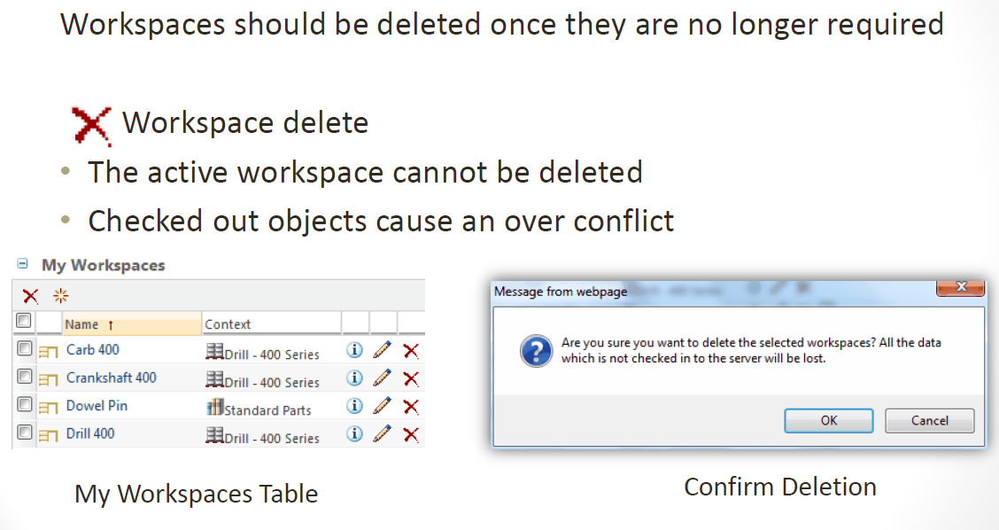 Workspaces should be deleted once they are no longer required
Workspace delete
• The active workspace cannot be deleted
• Checked out objects cause an over conflict
My Workspaces
Name ↑ Context
Carb 400 Drill - 400 Series
Crankshaft 400 Drill - 400 Series
Dowel Pin Standard Parts
Drill 400 Drill - 400 Series
My Workspaces Table
Message from webpage
Are you sure you want to delete the selected workspaces? All the data
which is not checked in to the server will be lost.
OK Cancel
Confirm Deletion